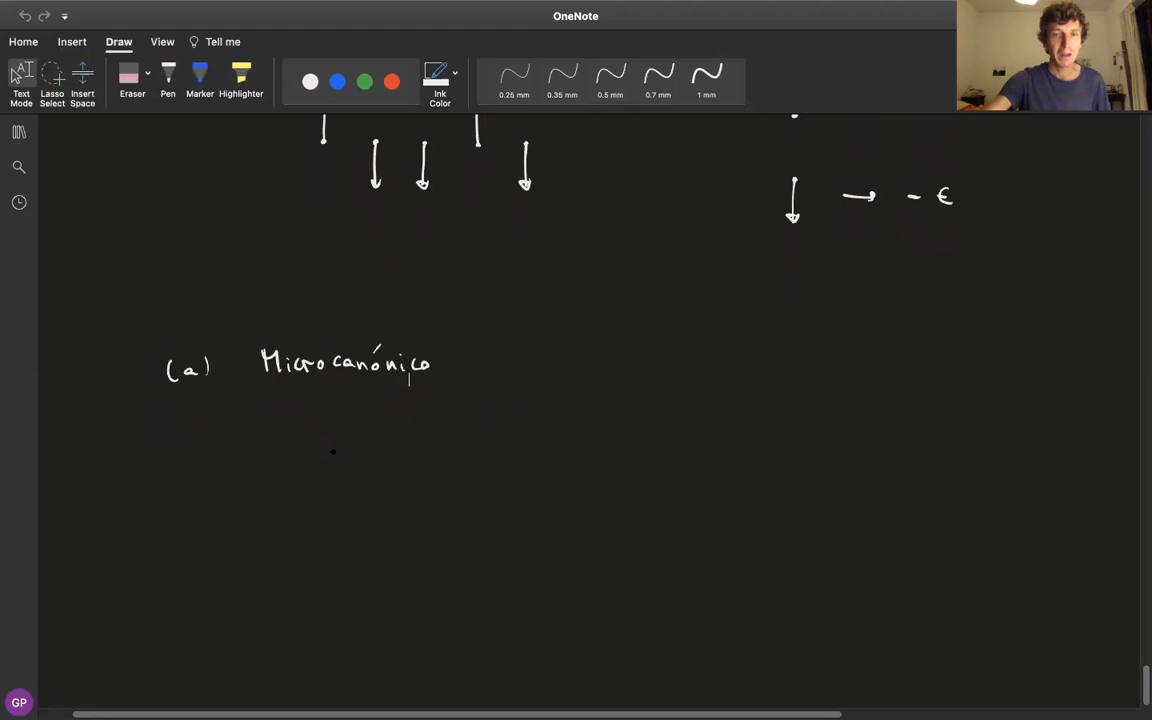 OneNote
Home Insert Draw View Tell me
Text Mode
Lasso Select
Insert Space
Eraser
Pen
Marker
Highlighter
Ink Color
0.25 mm 0.35 mm 0.5 mm 0.7 mm 1 mm
→ - ϵ
(a) Microcanónico
GP